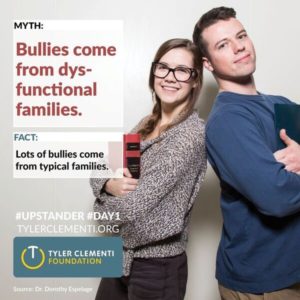 MYTH:
Bullies come
from dys-
functional
families.
FACT:
Lots of bullies come
from typical families.
#UPSTANDER #DAY1
TYLERCLEMENTI.ORG
TYLER CLEMENTI
FOUNDATION
Source: Dr. Dorothy Espelage